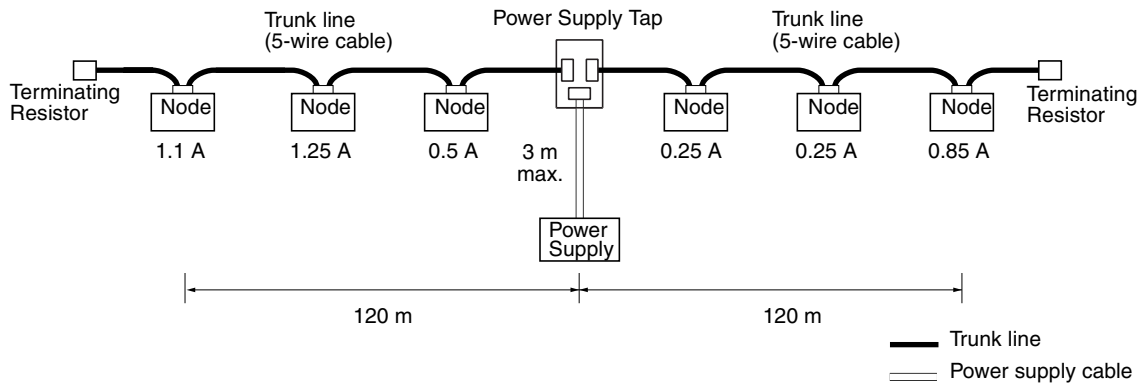 Trunk line
(5-wire cable)
Power Supply Tap
Trunk line
(5-wire cable)
Terminating
Resistor
Node
Node
Node
Node
Node
Node
Terminating
Resistor
1.1 A
1.25 A
0.5 A
3 m
max.
0.25 A
0.25 A
0.85 A
Power
Supply
120 m
120 m
Trunk line
Power supply cable